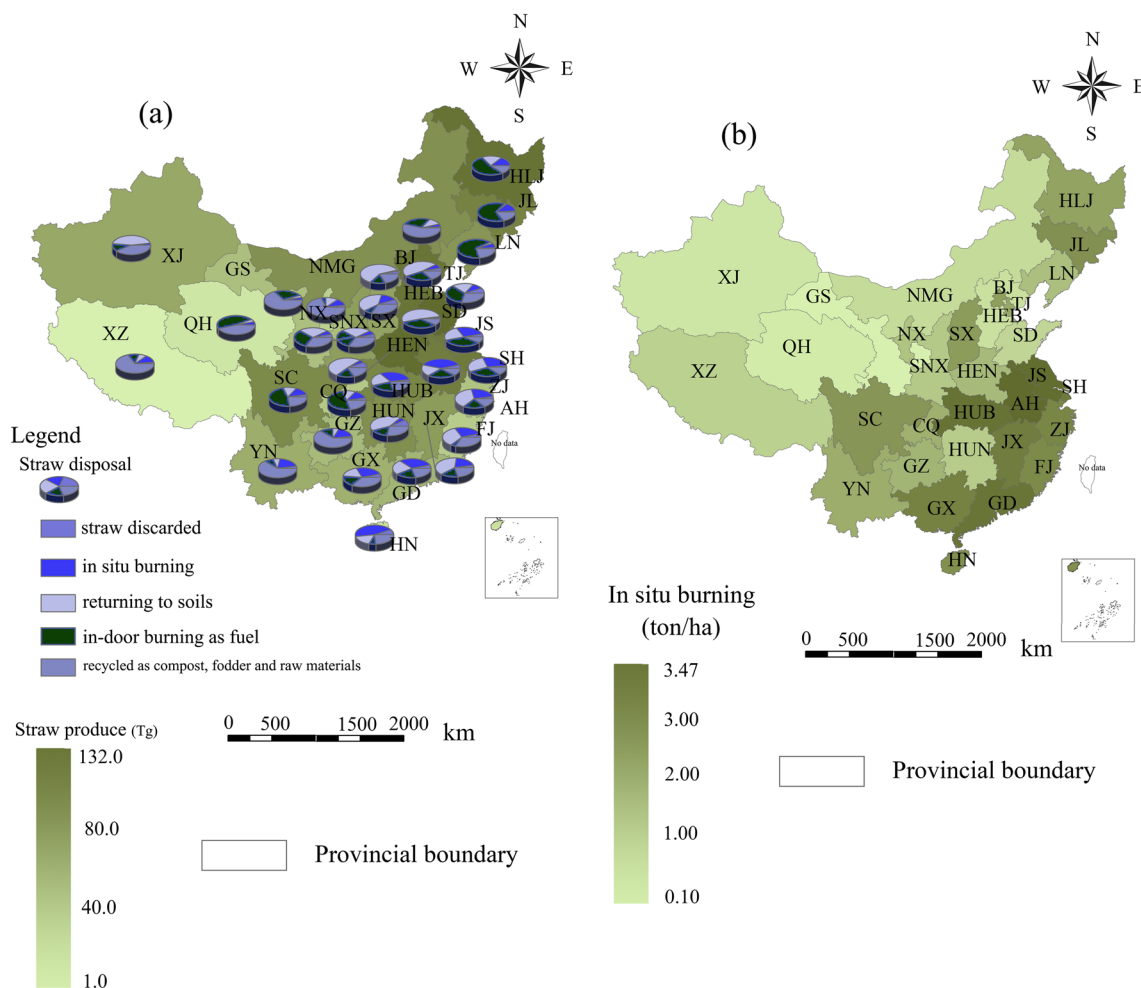 (a)
N
W
E
S
HLJ
JL
LN
NMG
BJ
TJ
HEB
XJ
GS
NX
SNX
SX
SD
QH
JS
HEN
XZ
SH
SC
CQ
HUB
ZJ
AH
HUN
JX
GZ
FJ
No data
YN
GX
GD
HN
Legend
Straw disposal
straw discarded
in situ burning
returning to soils
in-door burning as fuel
recycled as compost, fodder and raw materials
Straw produce (Tg)
132.0
80.0
40.0
1.0
0 500 1500 2000 km
Provincial boundary
(b)
N
W
E
S
HLJ
JL
LN
XJ
NMG
BJ
TJ
HEB
GS
NX
SX
SD
QH
SNX
HEN
XZ
JS
SH
SC
HUB
AH
CQ
ZJ
HUN
JX
GZ
FJ
No data
YN
GX
GD
HN
In situ burning
(ton/ha)
3.47
3.00
2.00
1.00
0.10
0 500 1500 2000 km
Provincial boundary